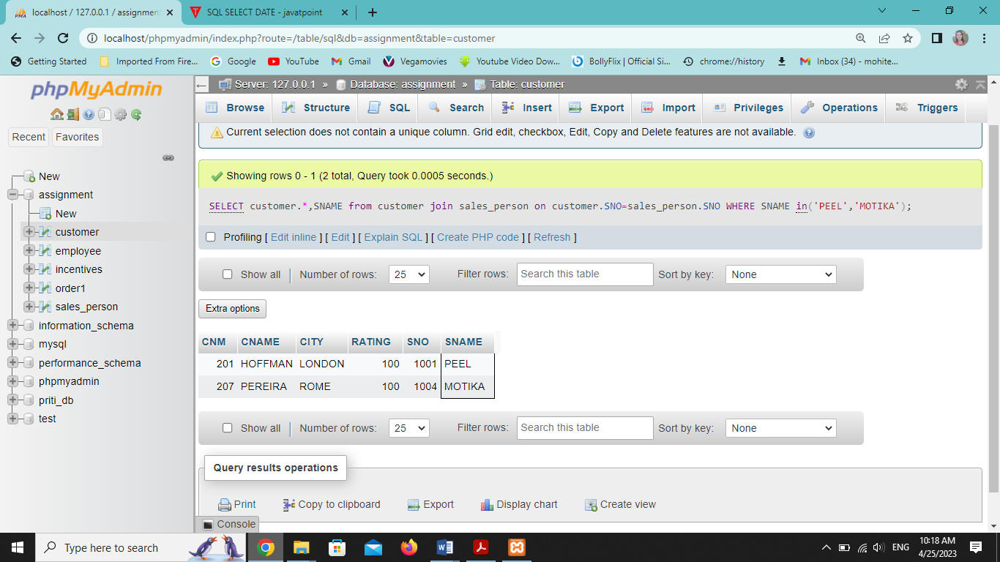 localhost / 127.0.0.1 / assignment
SQL SELECT DATE - javatpoint
localhost/phpmyadmin/index.php?route=/table/sql&db=assignment&table=customer
Getting Started Imported From Fire... Google YouTube Gmail Vegamovies Youtube Video Dow... BollyFlix | Official Si... chrome://history Inbox (34) - mohite...
phpMyAdmin
Recent Favorites
New
assignment
New
customer
employee
incentives
order1
sales_person
information_schema
mysql
performance_schema
phpmyadmin
priti_db
test
Server: 127.0.0.1 » Database: assignment » Table: customer
Browse Structure SQL Search Insert Export Import Privileges Operations Triggers
Current selection does not contain a unique column. Grid edit, checkbox, Edit, Copy and Delete features are not available.
Showing rows 0 - 1 (2 total, Query took 0.0005 seconds.)
SELECT customer.*,SNAME from customer join sales_person on customer.SNO=sales_person.SNO WHERE SNAME in('PEEL','MOTIKA');
Profiling [ Edit inline ] [ Edit ] [ Explain SQL ] [ Create PHP code ] [ Refresh ]
Show all | Number of rows: 25 Filter rows: Search this table Sort by key: None
Extra options
CNM CNAME CITY RATING SNO SNAME
201 HOFFMAN LONDON 100 1001 PEEL
207 PEREIRA ROME 100 1004 MOTIKA
Show all | Number of rows: 25 Filter rows: Search this table Sort by key: None
Query results operations
Print Copy to clipboard Export Display chart Create view
Console
Type here to search
ENG
10:18 AM
4/25/2023